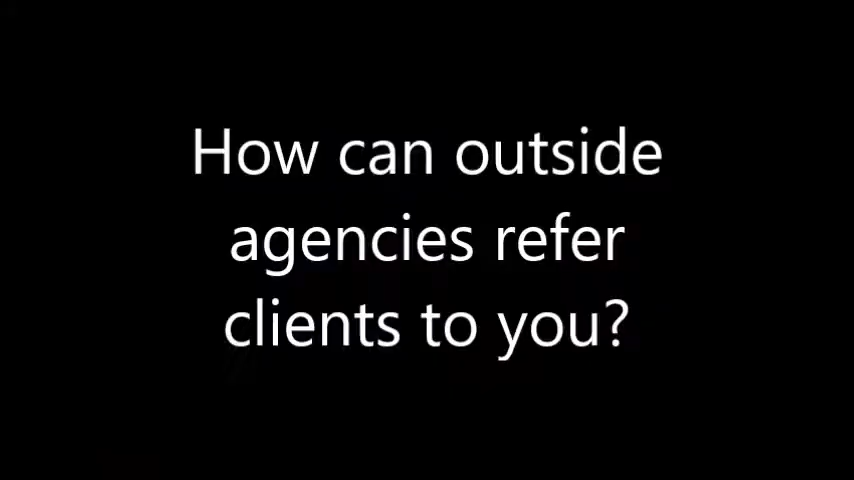 How can outside
agencies refer
clients to you?